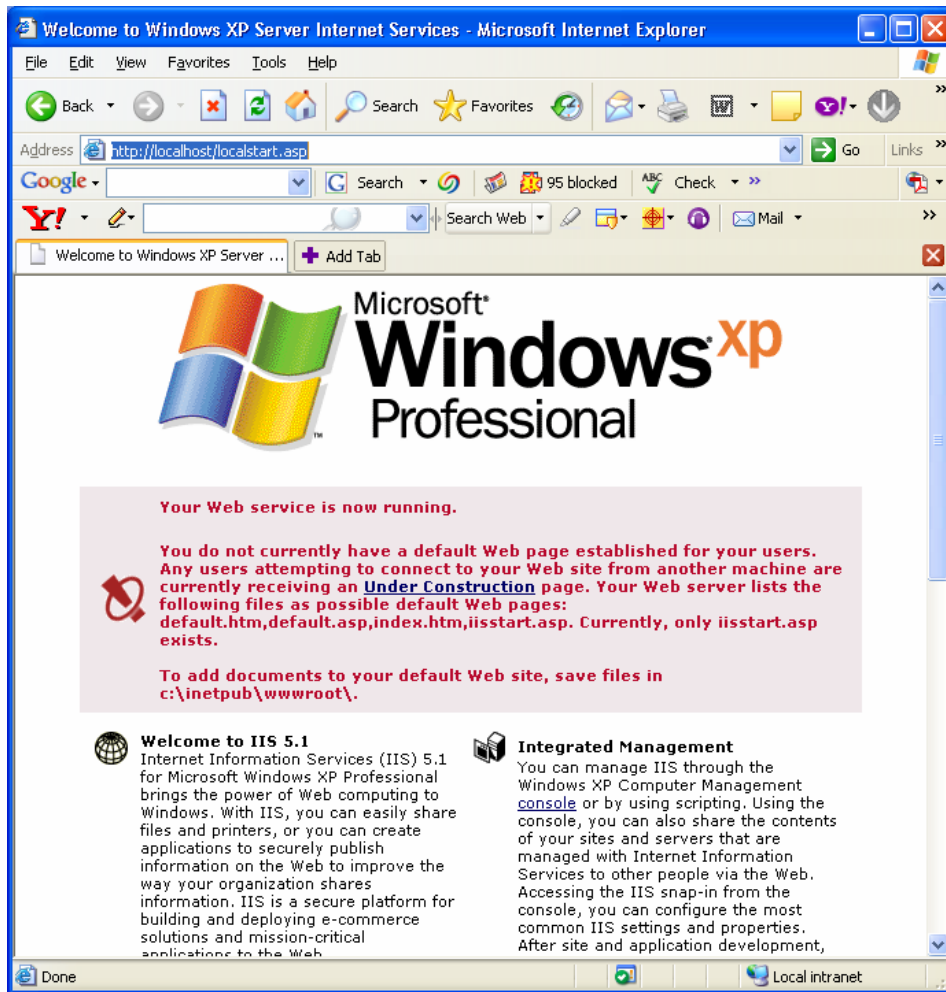 Welcome to Windows XP Server Internet Services - Microsoft Internet Explorer
File Edit View Favorites Tools Help
Back Search Favorites
Address http://localhost/localstart.asp Go Links
Google Search 95 blocked Check
Y! Search Web Mail
Welcome to Windows XP Server ... Add Tab
Microsoft®
Windows xp
Professional
Your Web service is now running.
You do not currently have a default Web page established for your users.
Any users attempting to connect to your Web site from another machine are
currently receiving an Under Construction page. Your Web server lists the
following files as possible default Web pages:
default.htm,default.asp,index.htm,iisstart.asp. Currently, only iisstart.asp
exists.
To add documents to your default Web site, save files in
c:\inetpub\wwwroot\.
Welcome to IIS 5.1
Internet Information Services (IIS) 5.1
for Microsoft Windows XP Professional
brings the power of Web computing to
Windows. With IIS, you can easily share
files and printers, or you can create
applications to securely publish
information on the Web to improve the
way your organization shares
information. IIS is a secure platform for
building and deploying e-commerce
solutions and mission-critical
applications to the Web.
Integrated Management
You can manage IIS through the
Windows XP Computer Management
console or by using scripting. Using the
console, you can also share the contents
of your sites and servers that are
managed with Internet Information
Services to other people via the Web.
Accessing the IIS snap-in from the
console, you can configure the most
common IIS settings and properties.
After site and application development,
Done Local intranet